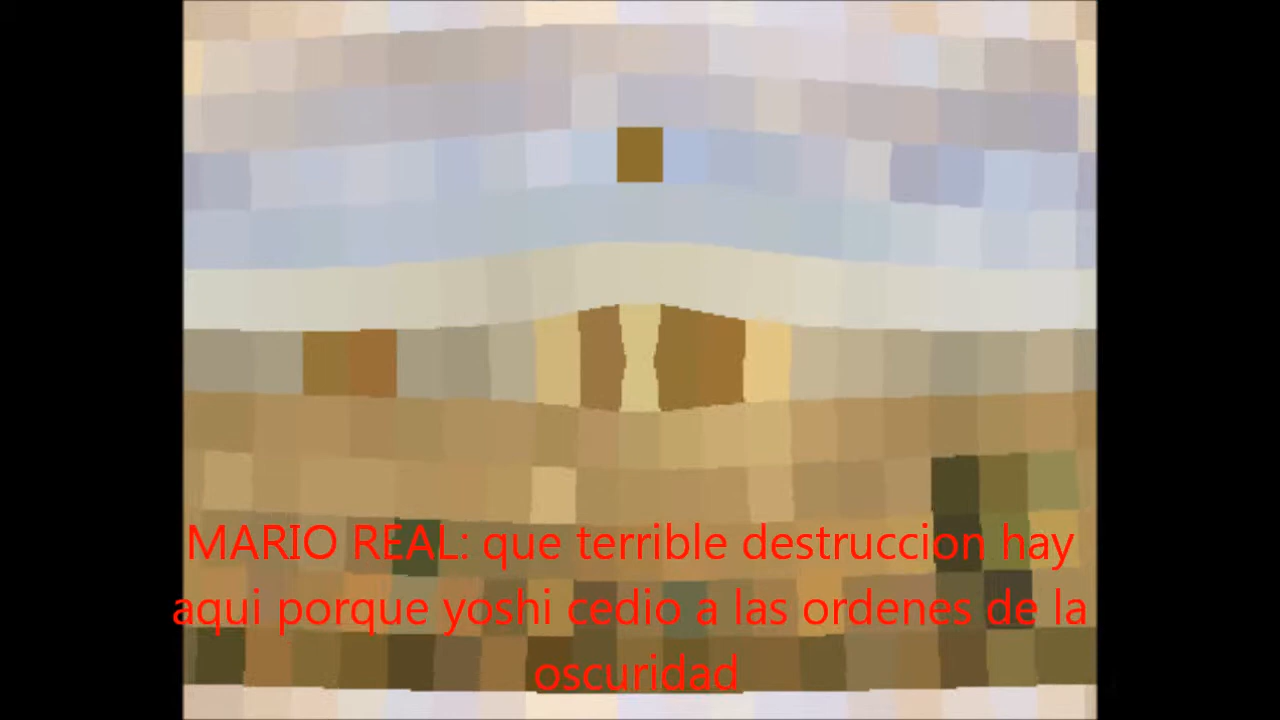 MARIO REAL: que terrible destruccion hay
aqui porque yoshi cedio a las ordenes de la
oscuridad